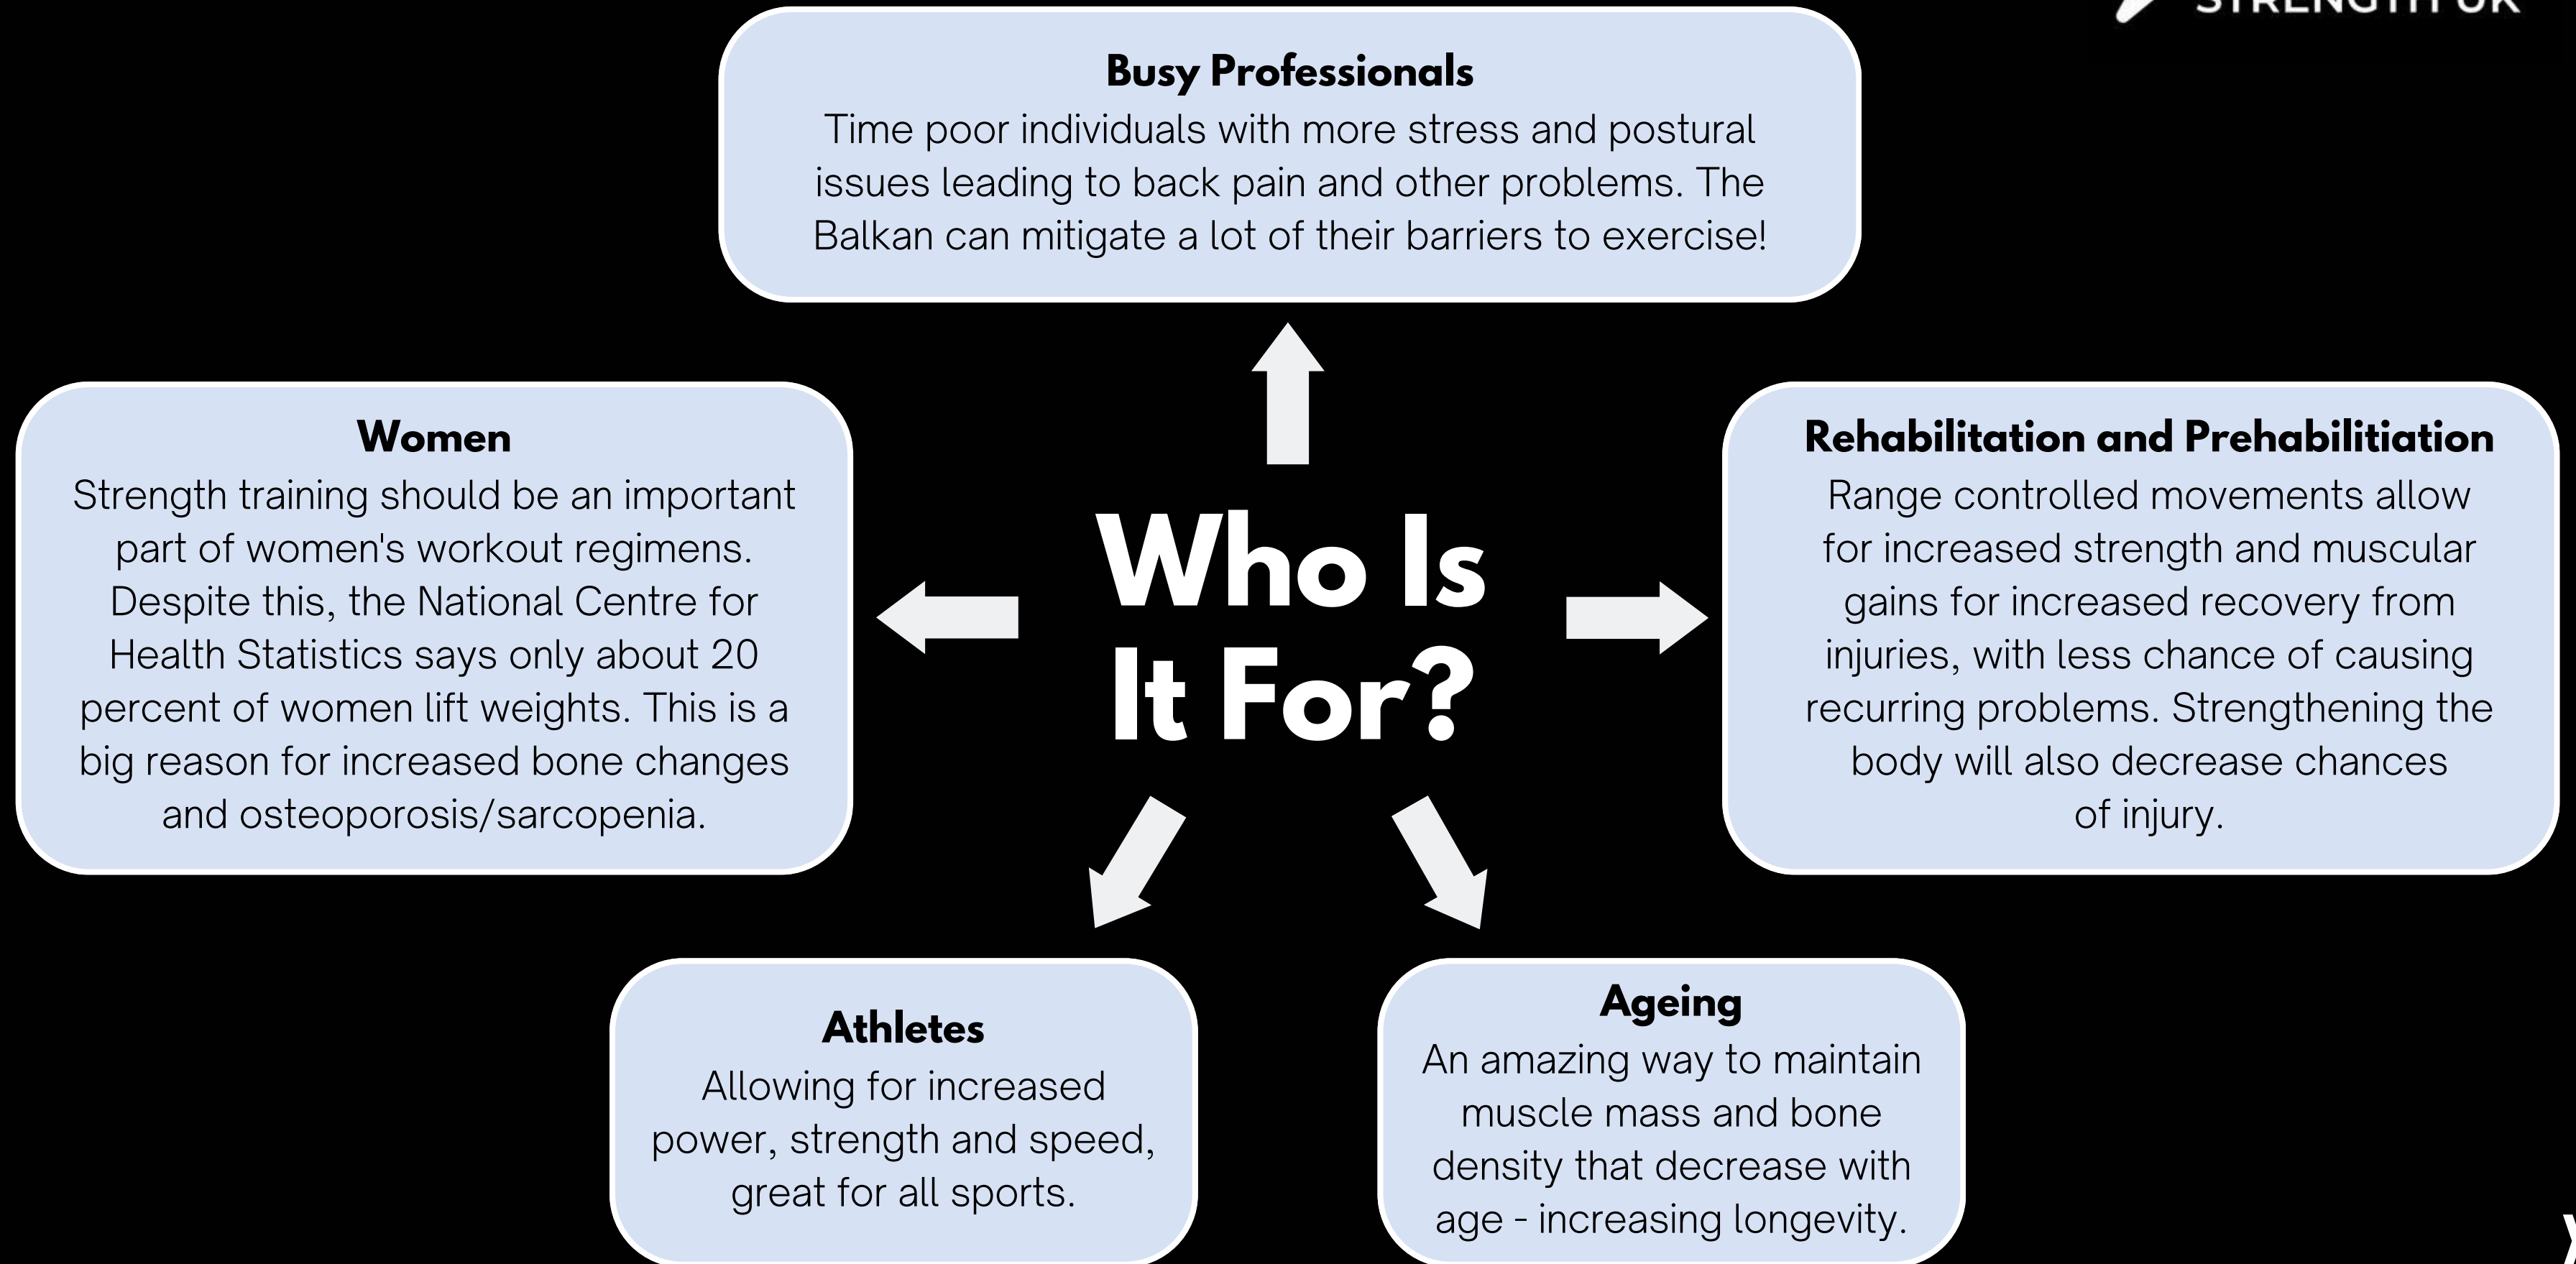 STRENGTH UK
Busy Professionals
Time poor individuals with more stress and postural
issues leading to back pain and other problems. The
Balkan can mitigate a lot of their barriers to exercise!
Women
Strength training should be an important
part of women's workout regimens.
Despite this, the National Centre for
Health Statistics says only about 20
percent of women lift weights. This is a
big reason for increased bone changes
and osteoporosis/sarcopenia.
Who Is
It For?
Rehabilitation and Prehabilitiation
Range controlled movements allow
for increased strength and muscular
gains for increased recovery from
injuries, with less chance of causing
recurring problems. Strengthening the
body will also decrease chances
of injury.
Athletes
Allowing for increased
power, strength and speed,
great for all sports.
Ageing
An amazing way to maintain
muscle mass and bone
density that decrease with
age - increasing longevity.